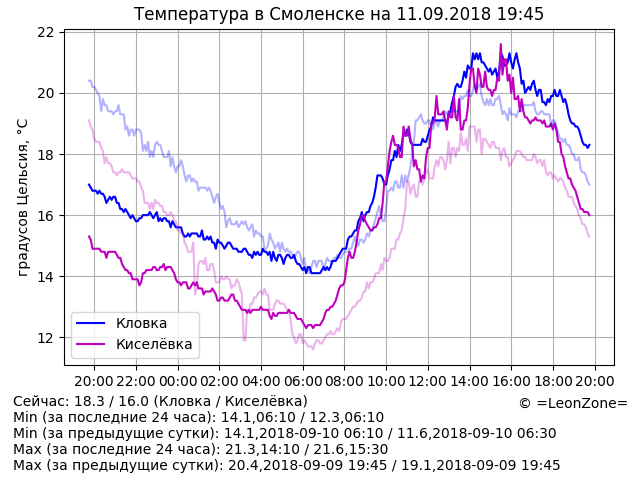 Температура в Смоленске на 11.09.2018 19:45
градусов Цельсия, °C
22
20
18
16
14
12
Кловка
Киселёвка
20:00 22:00 00:00 02:00 04:00 06:00 08:00 10:00 12:00 14:00 16:00 18:00 20:00
Сейчас: 18.3 / 16.0 (Кловка / Киселёвка)
© =LeonZone=
Min (за последние 24 часа): 14.1,06:10 / 12.3,06:10
Min (за предыдущие сутки): 14.1,2018-09-10 06:10 / 11.6,2018-09-10 06:30
Max (за последние 24 часа): 21.3,14:10 / 21.6,15:30
Max (за предыдущие сутки): 20.4,2018-09-09 19:45 / 19.1,2018-09-09 19:45